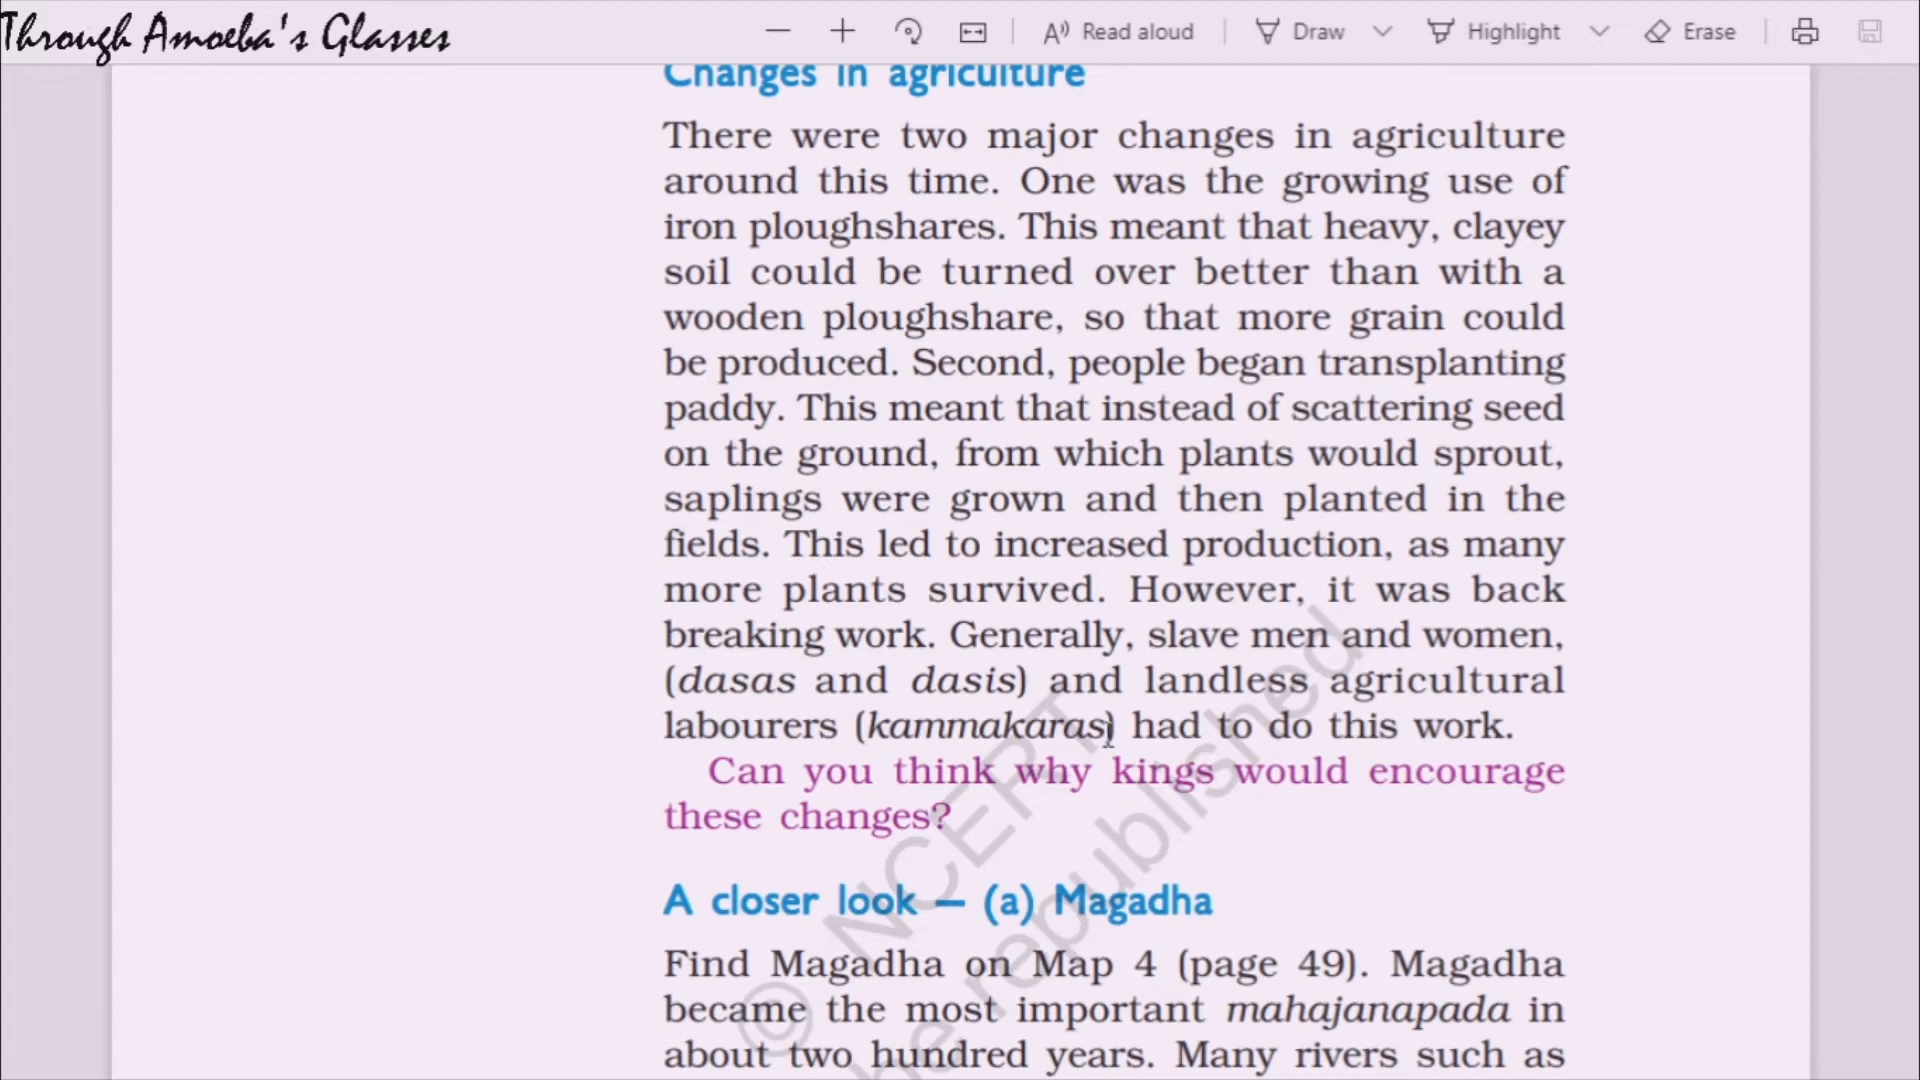 Through Amoeba's Glasses
Read aloud
Draw
Highlight
Erase
Changes in agriculture
There were two major changes in agriculture
around this time. One was the growing use of
iron ploughshares. This meant that heavy, clayey
soil could be turned over better than with a
wooden ploughshare, so that more grain could
be produced. Second, people began transplanting
paddy. This meant that instead of scattering seed
on the ground, from which plants would sprout,
saplings were grown and then planted in the
fields. This led to increased production, as many
more plants survived. However, it was back
breaking work. Generally, slave men and women,
(dasas and dasis) and landless agricultural
labourers (kammakaras) had to do this work.
Can you think why kings would encourage
these changes?
A closer look — (a) Magadha
Find Magadha on Map 4 (page 49). Magadha
became the most important mahajanapada in
about two hundred years. Many rivers such as
© NCERT
be republished